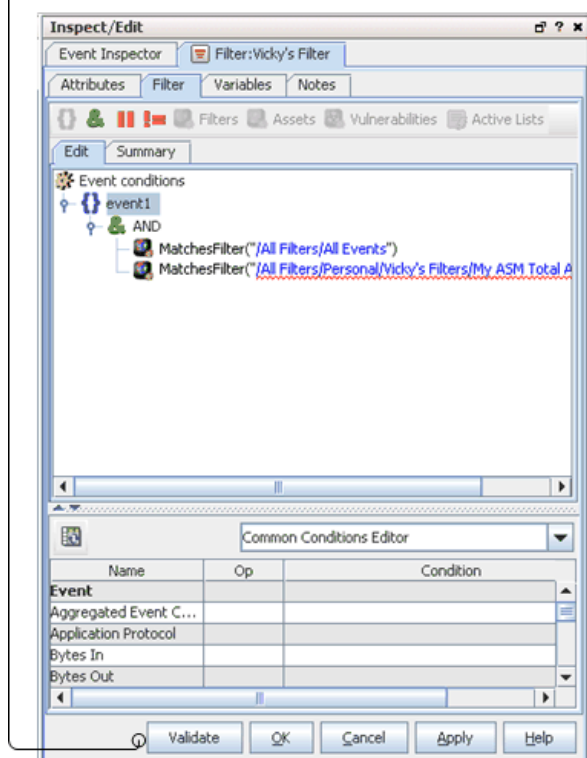 Inspect/Edit
Event Inspector Filter:Vicky's Filter
Attributes Filter Variables Notes
Filters Assets Vulnerabilities Active Lists
Edit Summary
Event conditions
event1
AND
MatchesFilter("/All Filters/All Events")
MatchesFilter("/All Filters/Personal/Vicky's Filters/My ASM Total A
Common Conditions Editor
Name Op Condition
Event
Aggregated Event C...
Application Protocol
Bytes In
Bytes Out
Validate OK Cancel Apply Help